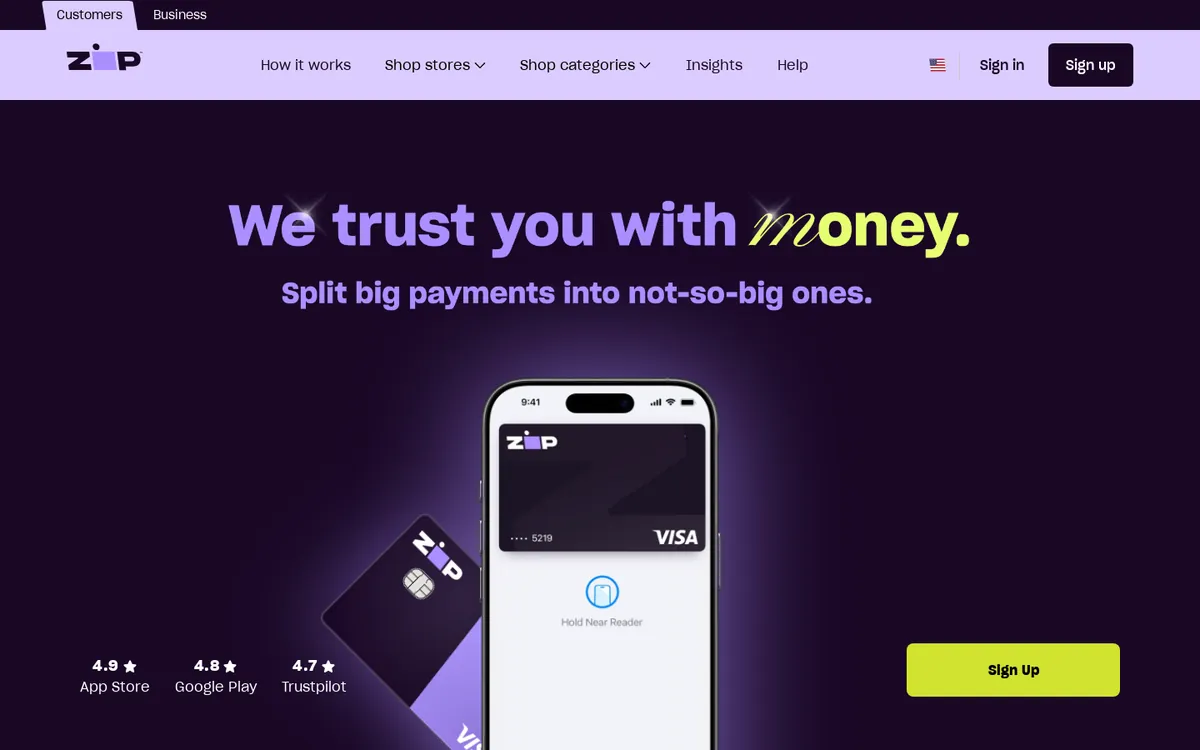 Customers Business
zip How it works Shop stores Shop categories Insights Help Sign in Sign up
We trust you with money.
Split big payments into not-so-big ones.
9:41
zip
•••• 5219 VISA
zip
Hold Near Reader
4.9 ★ 4.8 ★ 4.7 ★
App Store Google Play Trustpilot
Sign Up
VIS